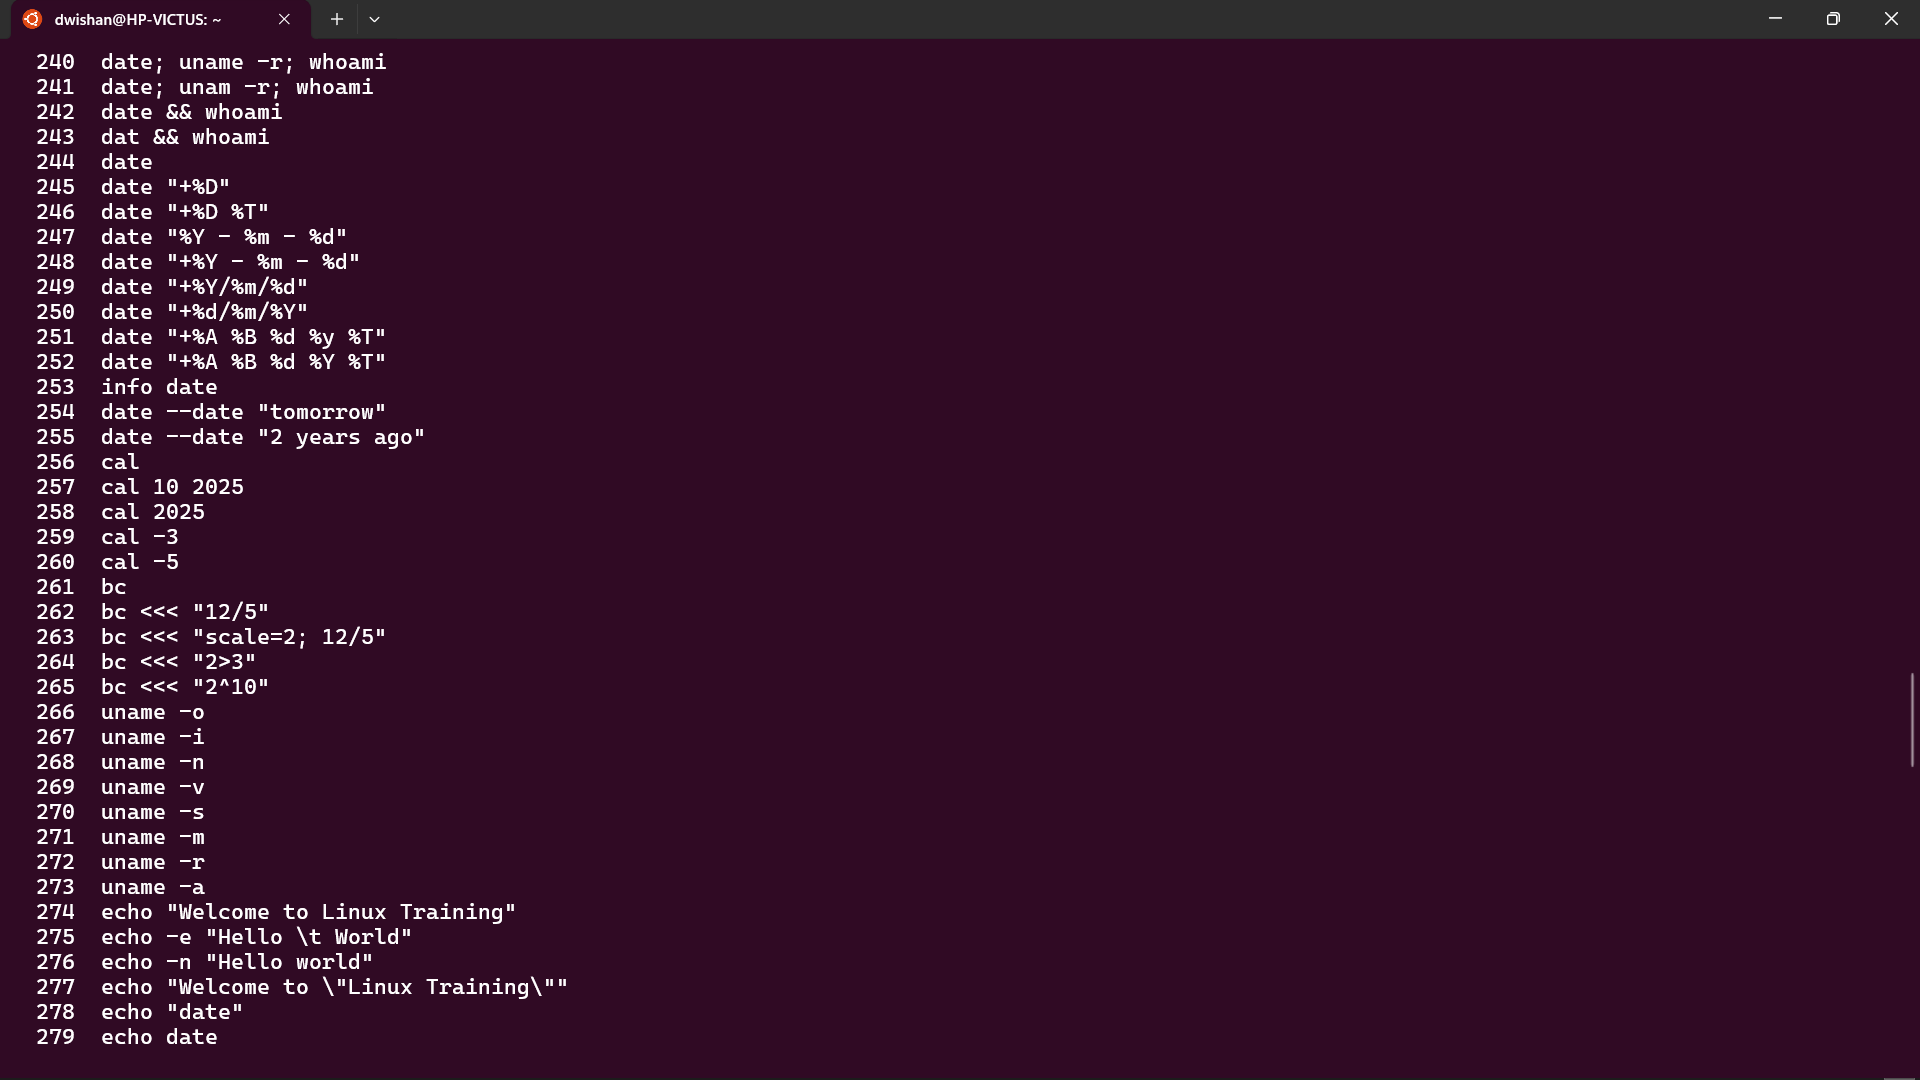 dwishan@HP-VICTUS: ~
240 date; uname -r; whoami
241 date; unam -r; whoami
242 date && whoami
243 dat && whoami
244 date
245 date "+%D"
246 date "+%D %T"
247 date "%Y - %m - %d"
248 date "+%Y - %m - %d"
249 date "+%Y/%m/%d"
250 date "+%d/%m/%Y"
251 date "+%A %B %d %y %T"
252 date "+%A %B %d %Y %T"
253 info date
254 date --date "tomorrow"
255 date --date "2 years ago"
256 cal
257 cal 10 2025
258 cal 2025
259 cal -3
260 cal -5
261 bc
262 bc <<< "12/5"
263 bc <<< "scale=2; 12/5"
264 bc <<< "2>3"
265 bc <<< "2^10"
266 uname -o
267 uname -i
268 uname -n
269 uname -v
270 uname -s
271 uname -m
272 uname -r
273 uname -a
274 echo "Welcome to Linux Training"
275 echo -e "Hello \t World"
276 echo -n "Hello world"
277 echo "Welcome to \"Linux Training\""
278 echo "date"
279 echo date